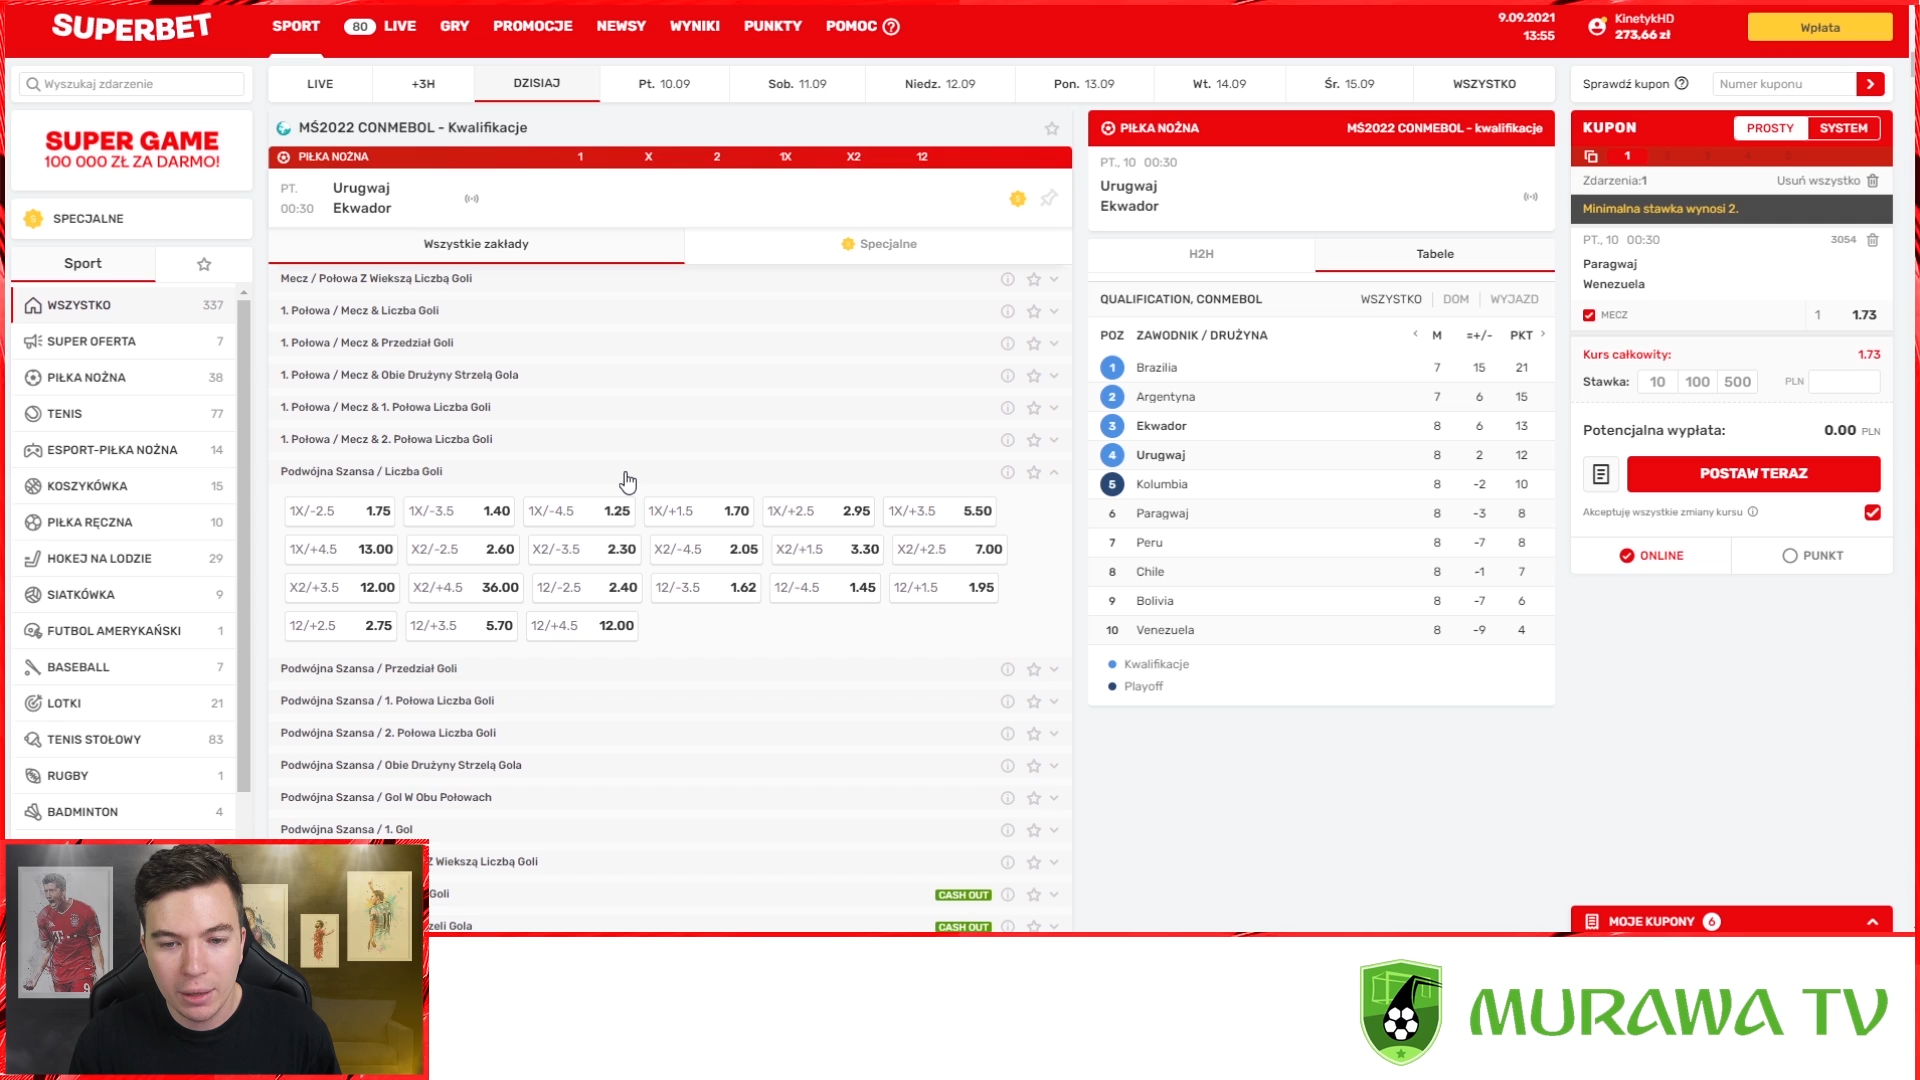 SUPERBET
SPORT
80 LIVE
GRY
PROMOCJE
NEWSY
WYNIKI
PUNKTY
POMOC ?
9.09.2021
13:55
KinetykHD
273,66 zł
Wpłata
Wyszukaj zdarzenie
LIVE
+3H
DZISIAJ
Pt. 10.09
Sob. 11.09
Niedz. 12.09
Pon. 13.09
Wt. 14.09
Śr. 15.09
WSZYSTKO
Sprawdź kupon ?
Numer kuponu
SUPER GAME
100 000 ZŁ ZA DARMO!
SPECJALNE
Sport
WSZYSTKO 337
SUPER OFERTA 7
PIŁKA NOŻNA 38
TENIS 77
ESPORT-PIŁKA NOŻNA 14
KOSZYKÓWKA 15
PIŁKA RĘCZNA 10
HOKEJ NA LODZIE 29
SIATKÓWKA 9
FUTBOL AMERYKAŃSKI 1
BASEBALL 7
LOTKI 21
TENIS STOŁOWY 83
RUGBY 1
BADMINTON 4
MŚ2022 CONMEBOL - Kwalifikacje
PIŁKA NOŻNA 1 X 2 1X X2 12
PT. Urugwaj
00:30 Ekwador
Wszystkie zakłady
Specjalne
Mecz / Połowa Z Wiekszą Liczbą Goli
1. Połowa / Mecz & Liczba Goli
1. Połowa / Mecz & Przedział Goli
1. Połowa / Mecz & Obie Drużyny Strzelą Gola
1. Połowa / Mecz & 1. Połowa Liczba Goli
1. Połowa / Mecz & 2. Połowa Liczba Goli
Podwójna Szansa / Liczba Goli
1X/-2.5 1.75 1X/-3.5 1.40 1X/-4.5 1.25 1X/+1.5 1.70 1X/+2.5 2.95 1X/+3.5 5.50
1X/+4.5 13.00 X2/-2.5 2.60 X2/-3.5 2.30 X2/-4.5 2.05 X2/+1.5 3.30 X2/+2.5 7.00
X2/+3.5 12.00 X2/+4.5 36.00 12/-2.5 2.40 12/-3.5 1.62 12/-4.5 1.45 12/+1.5 1.95
12/+2.5 2.75 12/+3.5 5.70 12/+4.5 12.00
Podwójna Szansa / Przedział Goli
Podwójna Szansa / 1. Połowa Liczba Goli
Podwójna Szansa / 2. Połowa Liczba Goli
Podwójna Szansa / Obie Drużyny Strzelą Gola
Podwójna Szansa / Gol W Obu Połowach
Podwójna Szansa / 1. Gol
Z Wiekszą Liczbą Goli
Goli CASH OUT
zeli Gola CASH OUT
PIŁKA NOŻNA MŚ2022 CONMEBOL - kwalifikacje
PT., 10 00:30
Urugwaj
Ekwador
H2H
Tabele
QUALIFICATION, CONMEBOL WSZYSTKO DOM WYJAZD
POZ ZAWODNIK / DRUŻYNA M =+/- PKT
1 Brazilia 7 15 21
2 Argentyna 7 6 15
3 Ekwador 8 6 13
4 Urugwaj 8 2 12
5 Kolumbia 8 -2 10
6 Paragwaj 8 -3 8
7 Peru 8 -7 8
8 Chile 8 -1 7
9 Bolivia 8 -7 6
10 Venezuela 8 -9 4
Kwalifikacje
Playoff
KUPON
PROSTY SYSTEM
1
Zdarzenia:1 Usuń wszystko
Minimalna stawka wynosi 2.
PT., 10 00:30 3054
Paragwaj
Wenezuela
MECZ 1 1.73
Kurs całkowity: 1.73
Stawka: 10 100 500 PLN
Potencjalna wypłata: 0.00 PLN
POSTAW TERAZ
Akceptuję wszystkie zmiany kursu
ONLINE
PUNKT
MOJE KUPONY 6
MURAWA TV